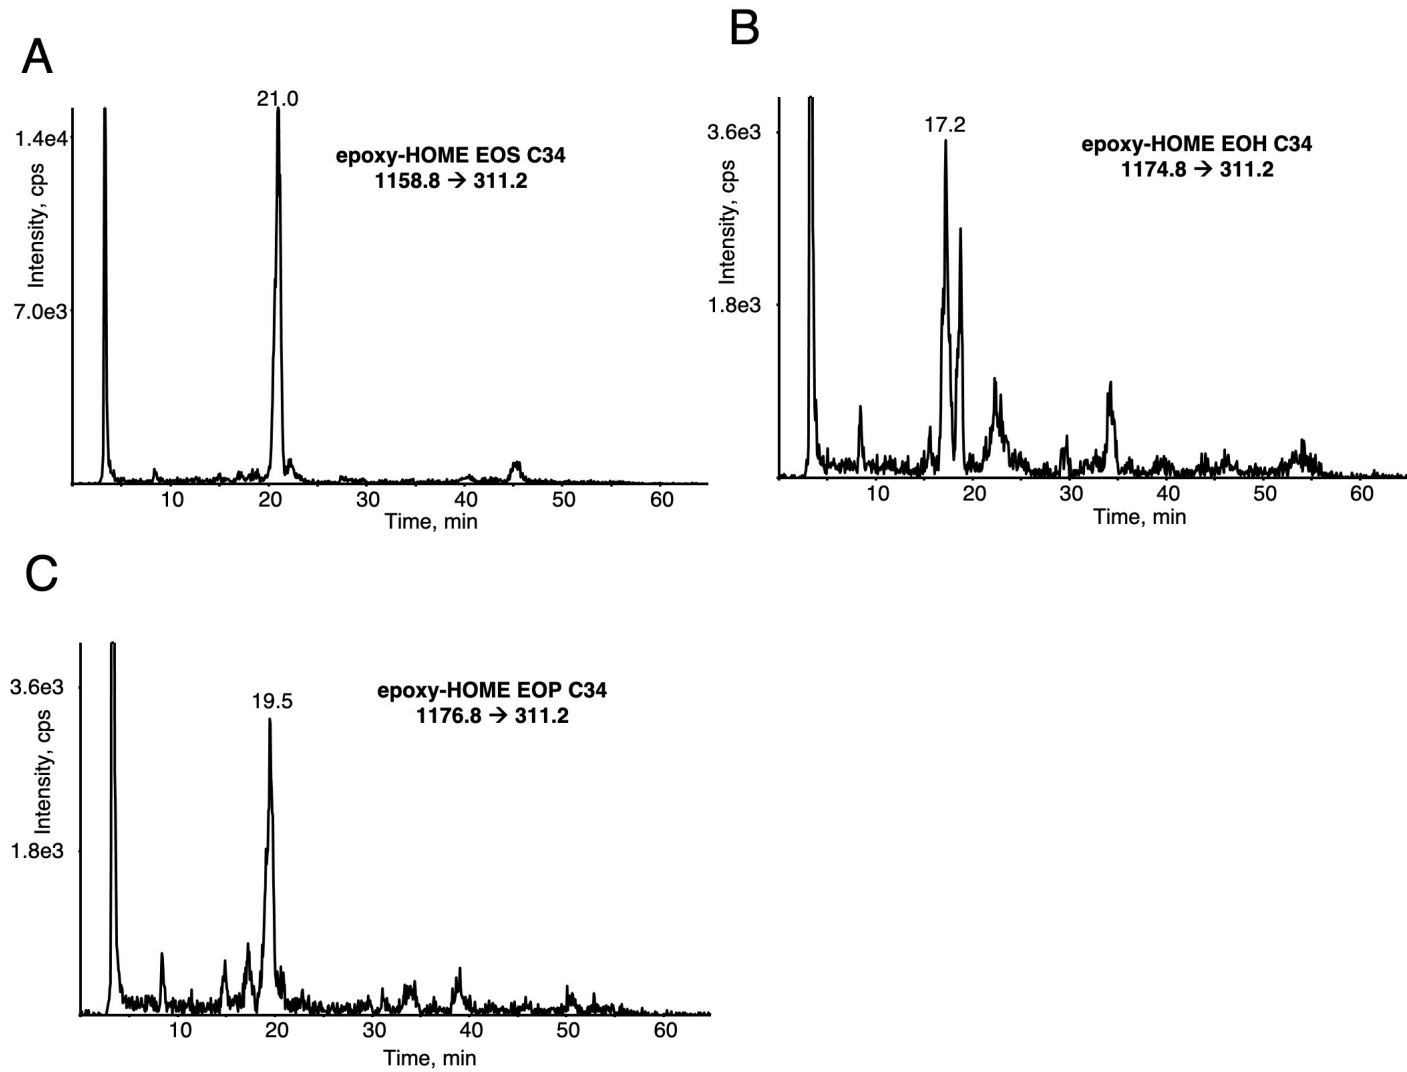 A
21.0
1.4e4
7.0e3
Intensity, cps
epoxy-HOME EOS C34
1158.8 → 311.2
10 20 30 40 50 60
Time, min
B
17.2
3.6e3
1.8e3
Intensity, cps
epoxy-HOME EOH C34
1174.8 → 311.2
10 20 30 40 50 60
Time, min
C
19.5
3.6e3
1.8e3
Intensity, cps
epoxy-HOME EOP C34
1176.8 → 311.2
10 20 30 40 50 60
Time, min